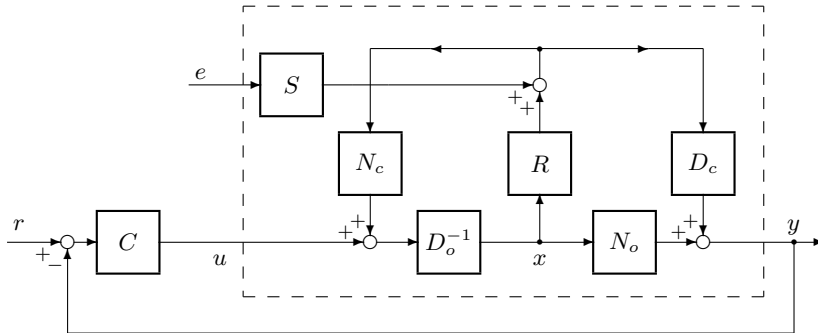 e
S
+
+
N_c
R
D_c
r
+
−
C
u
+
+
D_o^{-1}
x
N_o
+
+
y